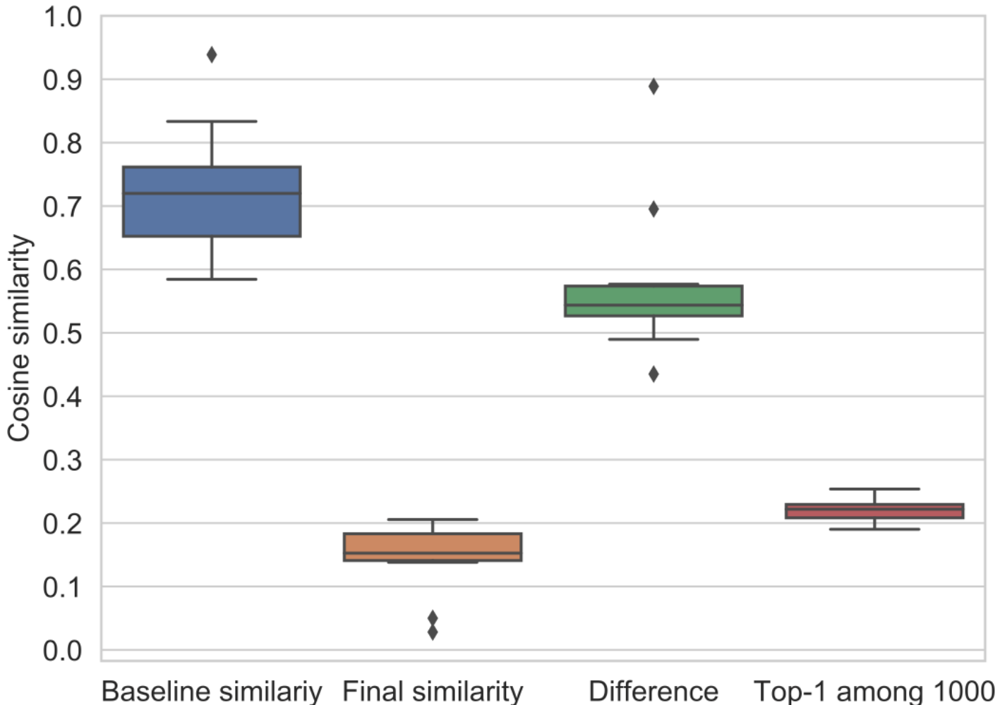 1.0
0.9
0.8
0.7
0.6
0.5
0.4
0.3
0.2
0.1
0.0
Cosine similarity
Baseline similariy
Final similarity
Difference
Top-1 among 1000